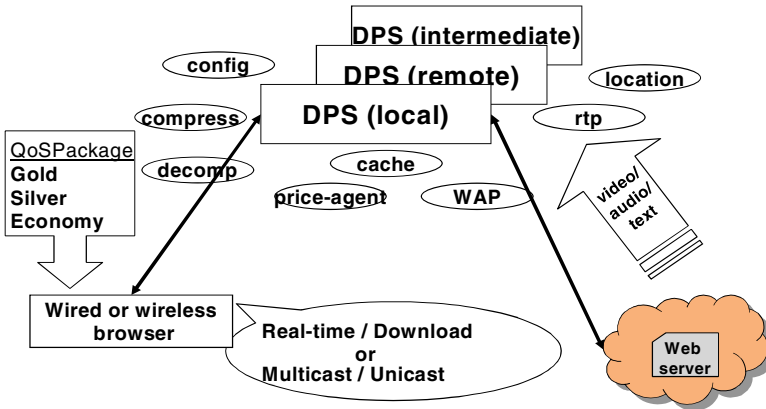 DPS (intermediate)
DPS (remote)
DPS (local)
config
location
compress
rtp
QoSPackage
Gold
Silver
Economy
decomp
cache
price-agent
WAP
video/
audio/
text
Wired or wireless
browser
Real-time / Download
or
Multicast / Unicast
Web
server